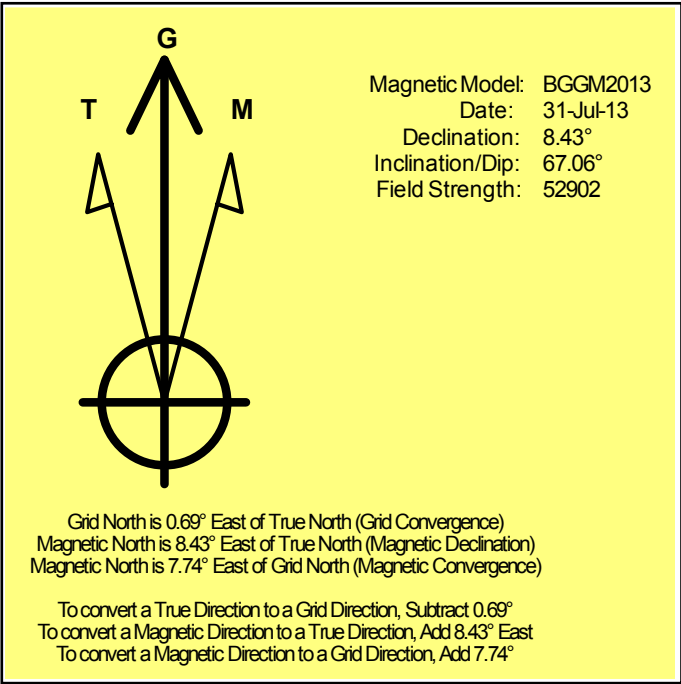 G
T M
Magnetic Model: BGGM2013
Date: 31-Jul-13
Declination: 8.43°
Inclination/Dip: 67.06°
Field Strength: 52902
Grid North is 0.69° East of True North (Grid Convergence)
Magnetic North is 8.43° East of True North (Magnetic Declination)
Magnetic North is 7.74° East of Grid North (Magnetic Convergence)
To convert a True Direction to a Grid Direction, Subtract 0.69°
To convert a Magnetic Direction to a True Direction, Add 8.43° East
To convert a Magnetic Direction to a Grid Direction, Add 7.74°